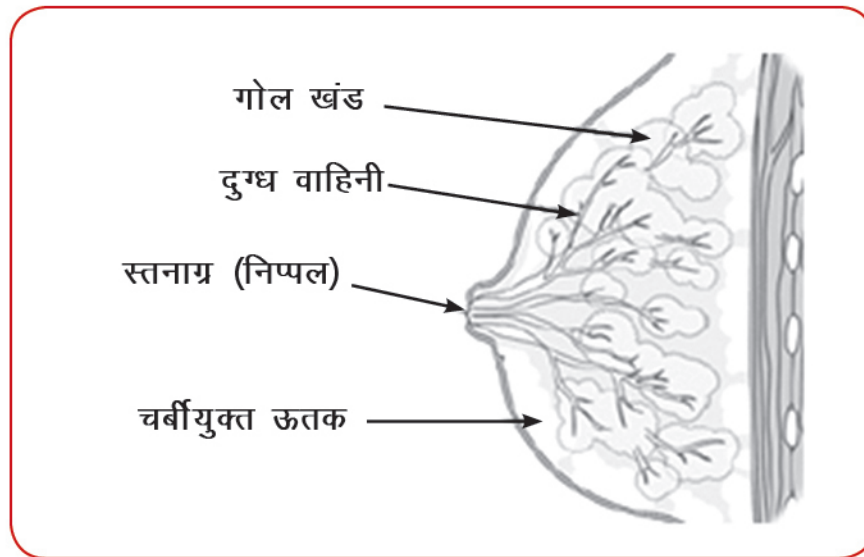 गोल खंड
दुग्ध वाहिनी
स्तनाग्र (निप्पल)
चर्बीयुक्त ऊतक